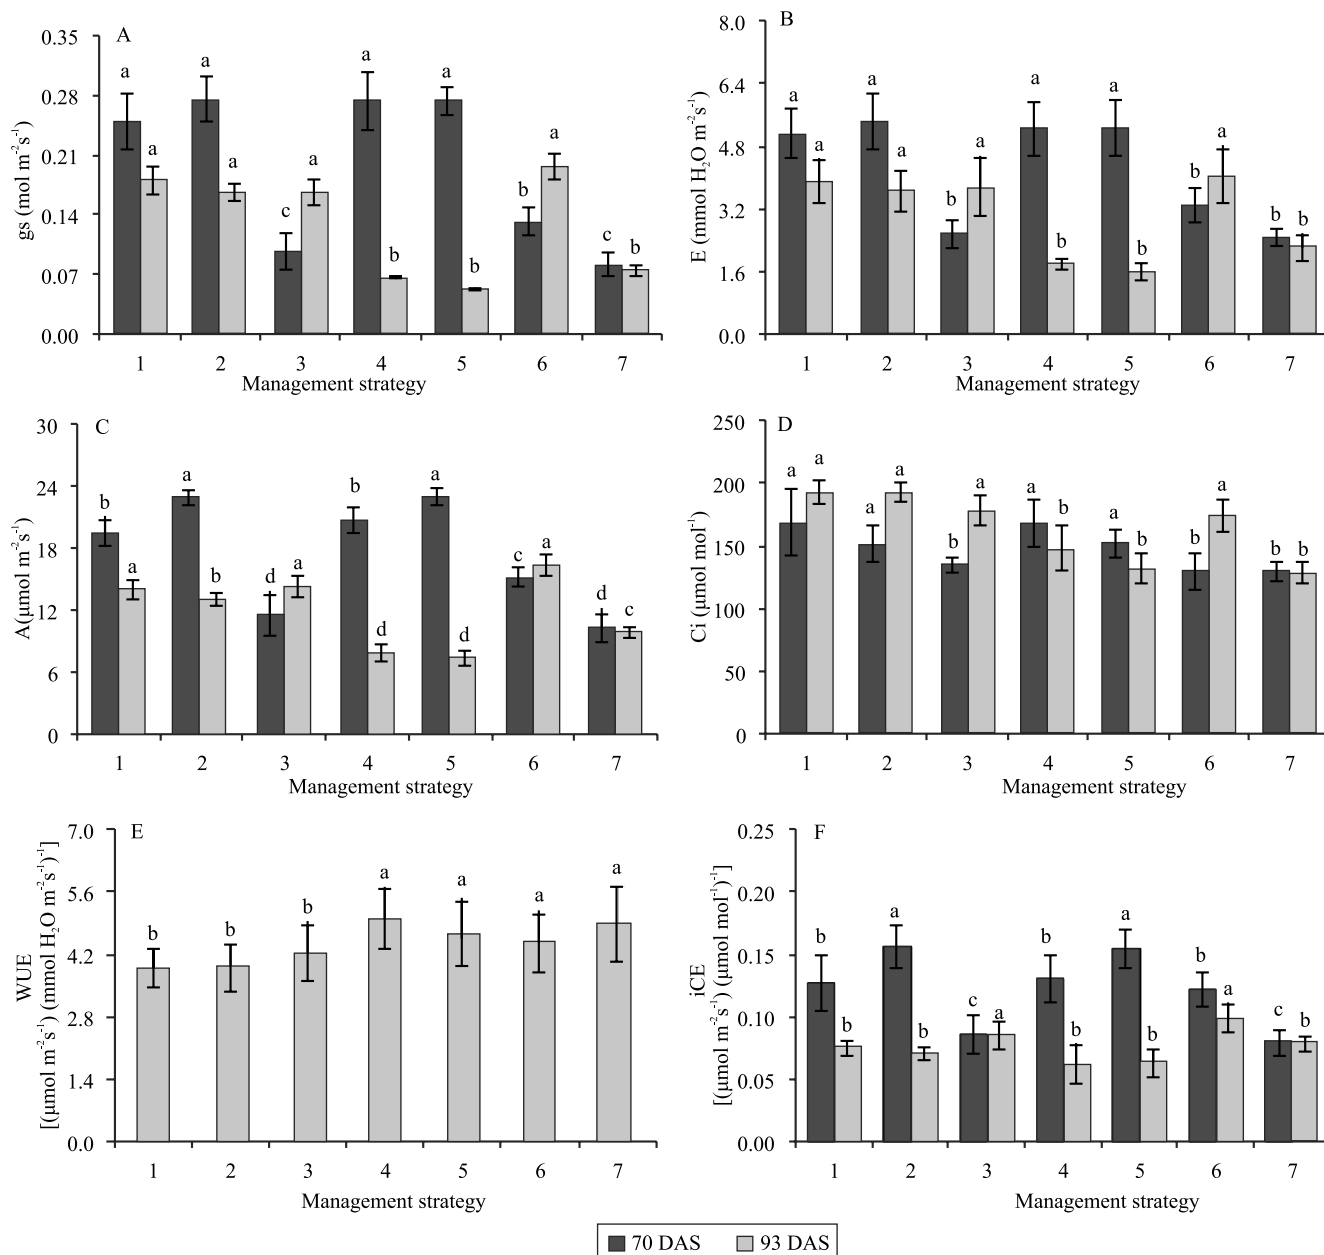 A
gs (mol m⁻²s⁻¹)
0.35
0.28
0.21
0.14
0.07
0.00
a a a a c a a b a b b a c b
1 2 3 4 5 6 7
Management strategy
B
E (mmol H₂O m⁻²s⁻¹)
8.0
6.4
4.8
3.2
1.6
0.0
a a a a b a a b a b b a b b
1 2 3 4 5 6 7
Management strategy
C
A(μmol m⁻²s⁻¹)
30
24
18
12
6
0
b a a b d a b d a d c a d c
1 2 3 4 5 6 7
Management strategy
D
Ci (μmol mol⁻¹)
250
200
150
100
50
0
a a a a b a a b a b b a b b
1 2 3 4 5 6 7
Management strategy
E
WUE
[(μmol m⁻²s⁻¹) (mmol H₂O m⁻²s⁻¹)⁻¹]
7.0
5.6
4.2
2.8
1.4
0.0
b b b a a a a
1 2 3 4 5 6 7
Management strategy
F
iCE
[(μmol m⁻²s⁻¹) (μmol mol⁻¹)⁻¹]
0.25
0.20
0.15
0.10
0.05
0.00
b b a b c a b b a b b a c b
1 2 3 4 5 6 7
Management strategy
70 DAS 93 DAS